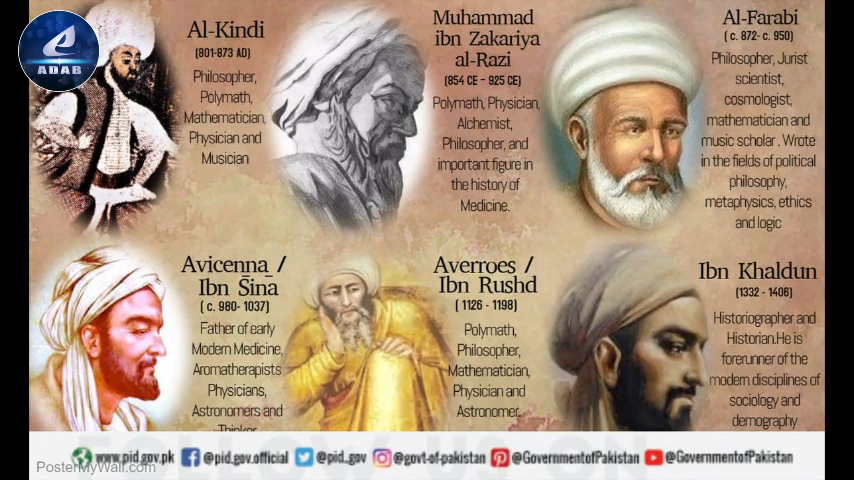 ADAB
Al-Kindi
(801-873 AD)
Philosopher,
Polymath,
Mathematician,
Physician and
Musician
Muhammad
ibn Zakariya
al-Razi
(854 CE – 925 CE)
Polymath, Physician,
Alchemist,
Philosopher, and
important figure in
the history of
Medicine.
Al-Farabi
( c. 872- c. 950)
Philosopher, Jurist
scientist,
cosmologist,
mathematician and
music scholar . Wrote
in the fields of political
philosophy,
metaphysics, ethics
and logic
Avicenna /
Ibn Sīnā
( c. 980- 1037)
Father of early
Modern Medicine,
Aromatherapists
Physicians,
Astronomers and
Thinker
Averroes /
Ibn Rushd
( 1126 - 1198)
Polymath,
Philosopher,
Mathematician,
Physician and
Astronomer,
Ibn Khaldun
(1332 - 1406)
Historiographer and
Historian.He is
forerunner of the
modern disciplines of
sociology and
demography
FOLLOW US ON
www.pid.gov.pk @pid.gov.official @pid_gov @govt-of-pakistan @GovernmentofPakistan @GovernmentofPakistan
PosterMyWall.com